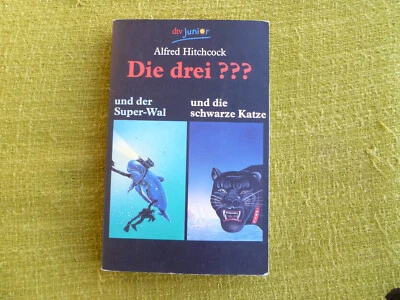 dtv junior
Alfred Hitchcock
Die drei ???
und der
Super-Wal
und die
schwarze Katze